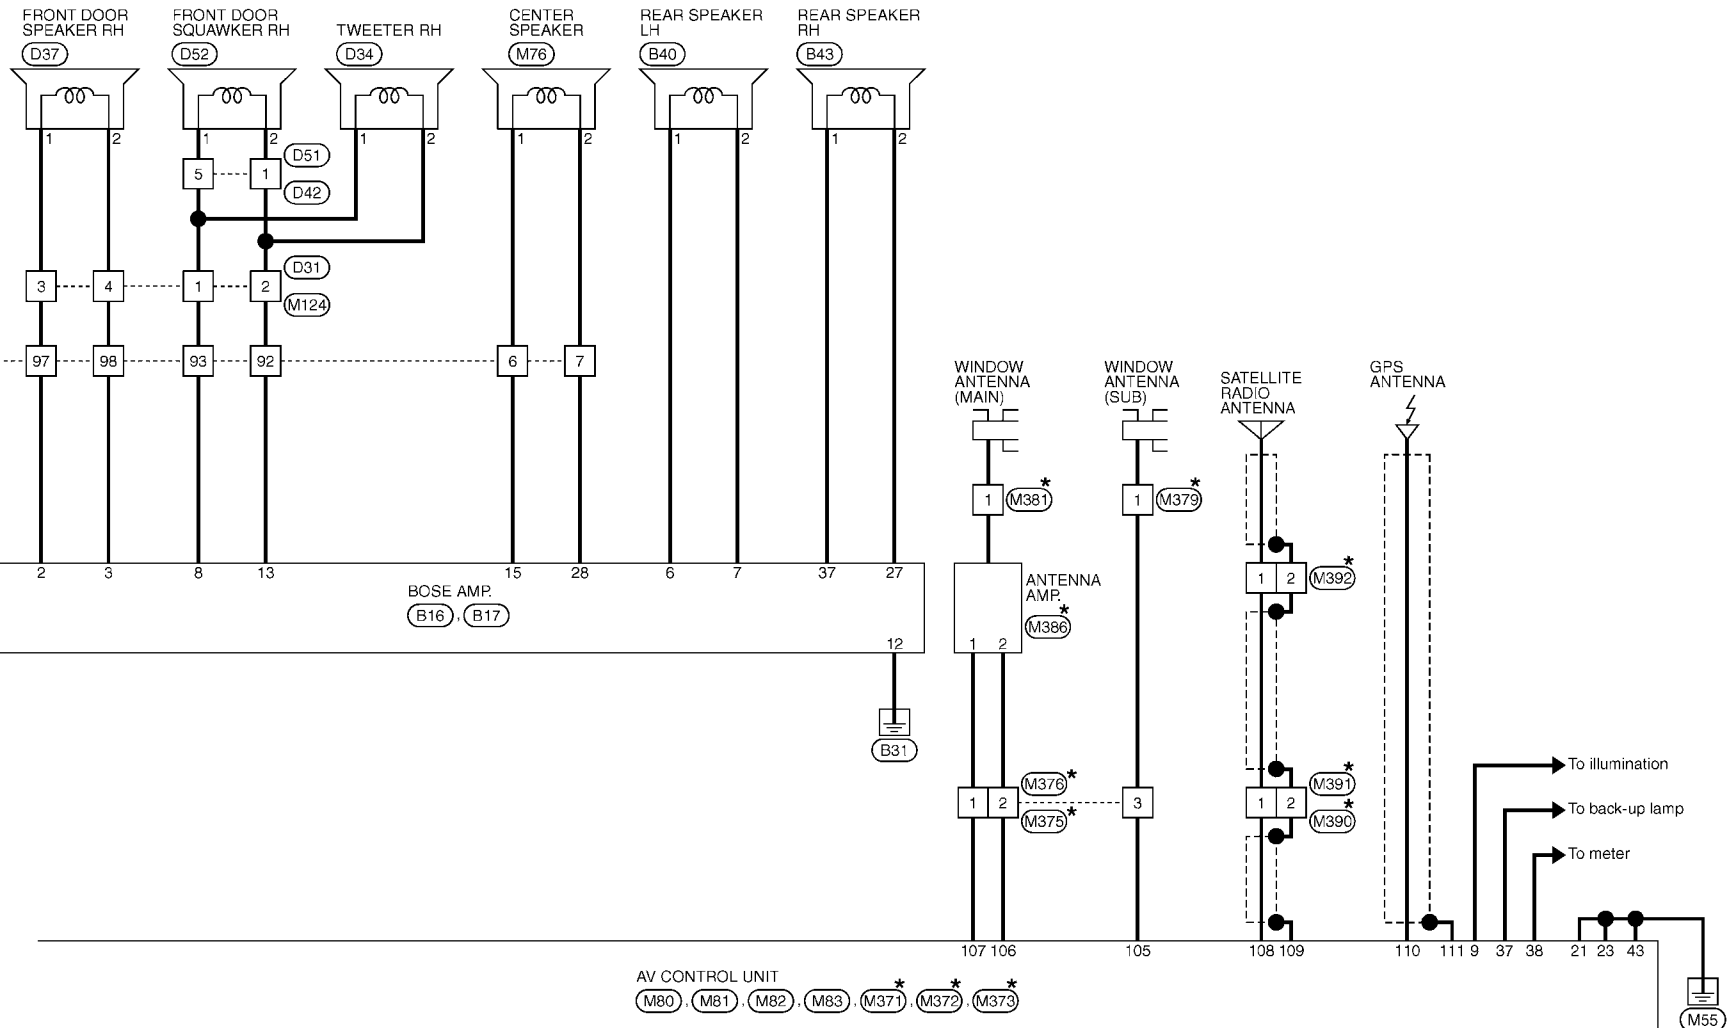 FRONT DOOR
SPEAKER RH
D37
FRONT DOOR
SQUAWKER RH
D52
TWEETER RH
D34
CENTER
SPEAKER
M76
REAR SPEAKER
LH
B40
REAR SPEAKER
RH
B43
1 2 1 2 1 2 1 2 1 2 1 2
5 1
D51
D42
3 4 1 2
D31
M124
97 98 93 92 6 7
WINDOW
ANTENNA
(MAIN)
WINDOW
ANTENNA
(SUB)
SATELLITE
RADIO
ANTENNA
GPS
ANTENNA
1 M381*
1 M379*
2 3 8 13 15 28 6 7 37 27
BOSE AMP.
B16 , B17
12
B31
ANTENNA
AMP.
M386*
1 2
1 2 M392*
1 2
M376*
M375*
3
1 2
M391*
M390*
To illumination
To back-up lamp
To meter
107 106 105 108 109 110 111 9 37 38 21 23 43
AV CONTROL UNIT
M80 , M81 , M82 , M83 , M371* , M372* , M373*
M55